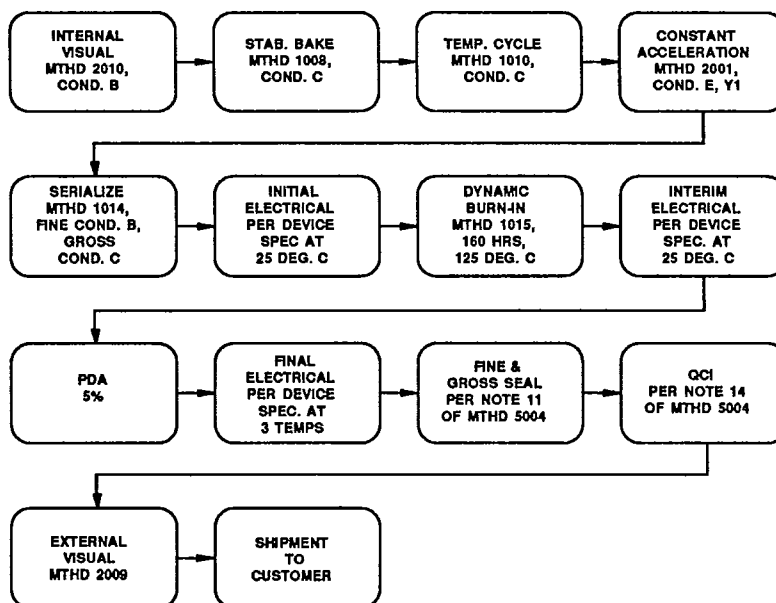 INTERNAL
VISUAL
MTHD 2010,
COND. B
STAB. BAKE
MTHD 1008,
COND. C
TEMP. CYCLE
MTHD 1010,
COND. C
CONSTANT
ACCELERATION
MTHD 2001,
COND. E, Y1
SERIALIZE
MTHD 1014,
FINE COND. B,
GROSS
COND. C
INITIAL
ELECTRICAL
PER DEVICE
SPEC AT
25 DEG. C
DYNAMIC
BURN-IN
MTHD 1015,
160 HRS,
125 DEG. C
INTERIM
ELECTRICAL
PER DEVICE
SPEC. AT
25 DEG. C
PDA
5%
FINAL
ELECTRICAL
PER DEVICE
SPEC. AT
3 TEMPS
FINE &
GROSS SEAL
PER NOTE 11
OF MTHD 5004
QCI
PER NOTE 14
OF MTHD 5004
EXTERNAL
VISUAL
MTHD 2009
SHIPMENT
TO
CUSTOMER